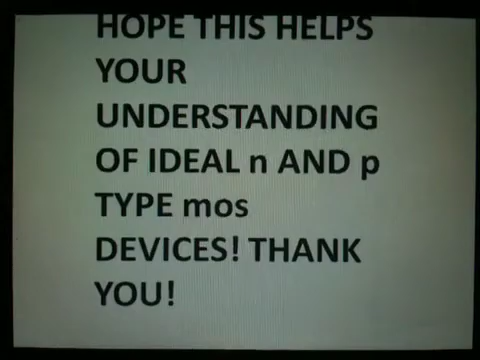 HOPE THIS HELPS
YOUR
UNDERSTANDING
OF IDEAL n AND p
TYPE mos
DEVICES! THANK
YOU!